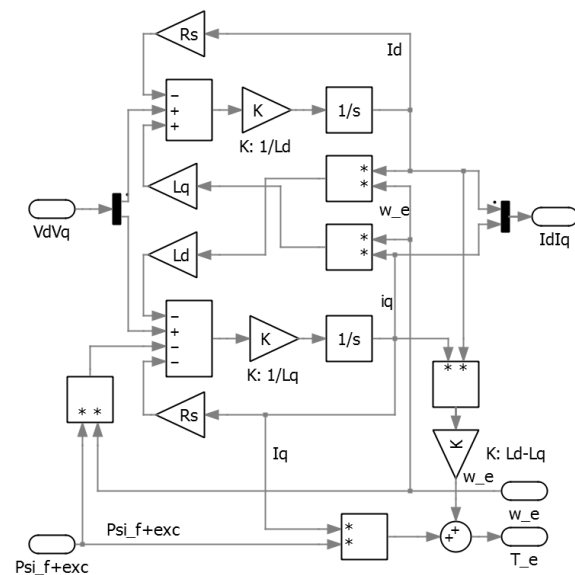 Rs
Id
−
+
+
K
1/s
K: 1/Ld
Lq
*
*
w_e
VdVq
IdIq
Ld
*
*
iq
−
+
−
−
K
1/s
K: 1/Lq
* *
* *
Rs
K
K: Ld-Lq
Iq
w_e
w_e
Psi_f+exc
*
*
+
+
Psi_f+exc
T_e